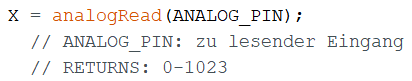 X = analogRead(ANALOG_PIN);
// ANALOG_PIN: zu lesender Eingang
// RETURNS: 0-1023